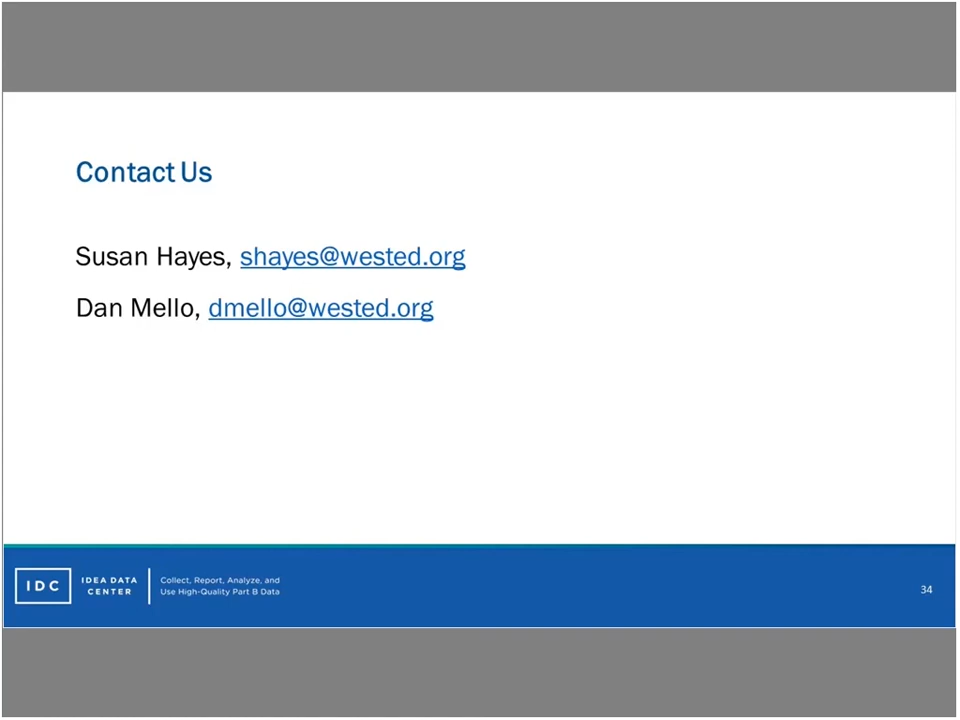 Contact Us
Susan Hayes, shayes@wested.org
Dan Mello, dmello@wested.org
IDC
IDEA DATA
CENTER
Collect, Report, Analyze, and
Use High-Quality Part B Data
34